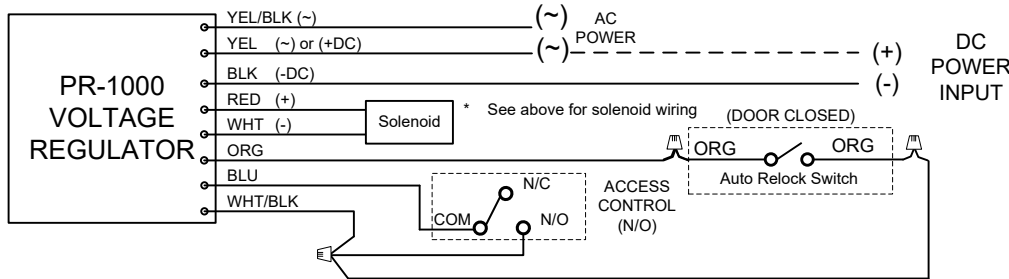 PR-1000
VOLTAGE
REGULATOR
YEL/BLK (~)
YEL (~) or (+DC)
BLK (-DC)
RED (+)
WHT (-)
ORG
BLU
WHT/BLK
(~)
(~)
AC
POWER
(+)
(-)
DC
POWER
INPUT
Solenoid
* See above for solenoid wiring
(DOOR CLOSED)
ORG
ORG
Auto Relock Switch
N/C
COM
N/O
ACCESS
CONTROL
(N/O)